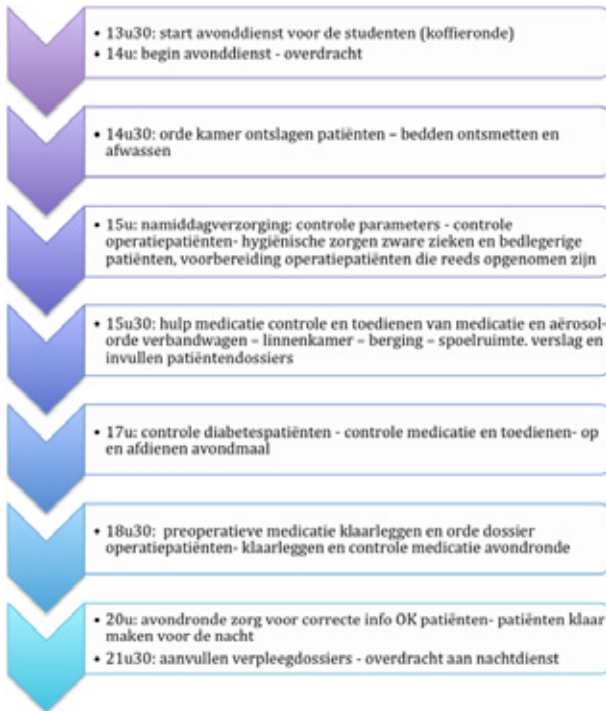 • 13u30: start avonddienst voor de studenten (koffieronde)
• 14u: begin avonddienst - overdracht
• 14u30: orde kamer ontslagen patiënten – bedden ontsmetten en
afwassen
• 15u: namiddagverzorging: controle parameters - controle
operatiepatiënten- hygiënische zorgen zware zieken en bedlegerige
patiënten, voorbereiding operatiepatiënten die reeds opgenomen zijn
• 15u30: hulp medicatie controle en toedienen van medicatie en aërosol-
orde verbandwagen – linnenkamer – berging – spoelruimte. verslag en
invullen patiëntendossiers
• 17u: controle diabetespatiënten - controle medicatie en toedienen- op
en afdienen avondmaal
• 18u30: preoperatieve medicatie klaarleggen en orde dossier
operatiepatiënten- klaarleggen en controle medicatie avondronde
• 20u: avondronde zorg voor correcte info OK patiënten- patiënten klaar
maken voor de nacht
• 21u30: aanvullen verpleegdossiers - overdracht aan nachtdienst